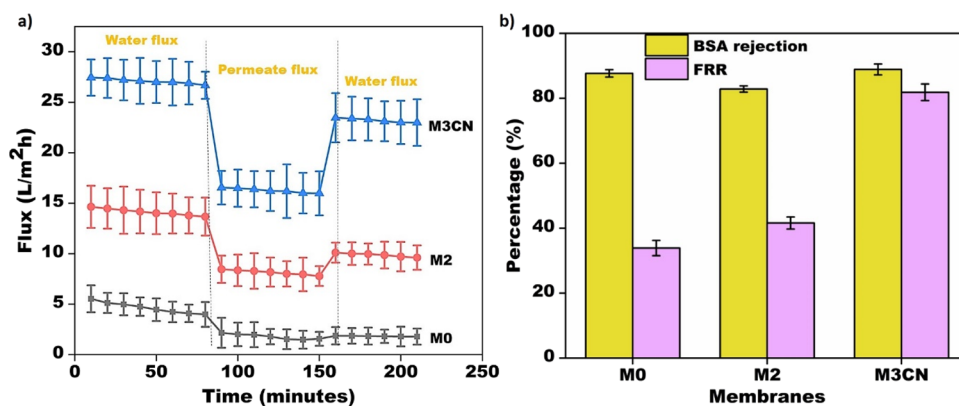 a)
Water flux
Permeate flux
Water flux
M3CN
M2
M0
Flux (L/m²h)
30
25
20
15
10
5
0
0
50
100
150
200
250
Time (minutes)
b)
BSA rejection
FRR
Percentage (%)
100
80
60
40
20
0
M0
M2
M3CN
Membranes